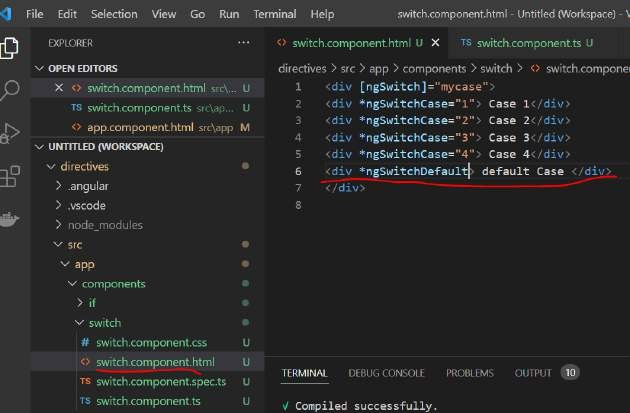 File Edit Selection View Go Run Terminal Help switch.component.html - Untitled (Workspace) -
EXPLORER
OPEN EDITORS
switch.component.html src\... U
switch.component.ts src\ap... U
app.component.html src\app M
UNTITLED (WORKSPACE)
directives
.angular
.vscode
node_modules
src
app
components
if
switch
switch.component.css U
switch.component.html U
switch.component.spec.ts U
switch.component.ts U
switch.component.html U
TS switch.component.ts U
directives > src > app > components > switch > switch.component
1 <div [ngSwitch]="mycase">
2 <div *ngSwitchCase="1"> Case 1</div>
3 <div *ngSwitchCase="2"> Case 2</div>
4 <div *ngSwitchCase="3"> Case 3</div>
5 <div *ngSwitchCase="4"> Case 4</div>
6 <div *ngSwitchDefault> default Case </div>
7 </div>
8
TERMINAL DEBUG CONSOLE PROBLEMS OUTPUT 10
√ Compiled successfully.